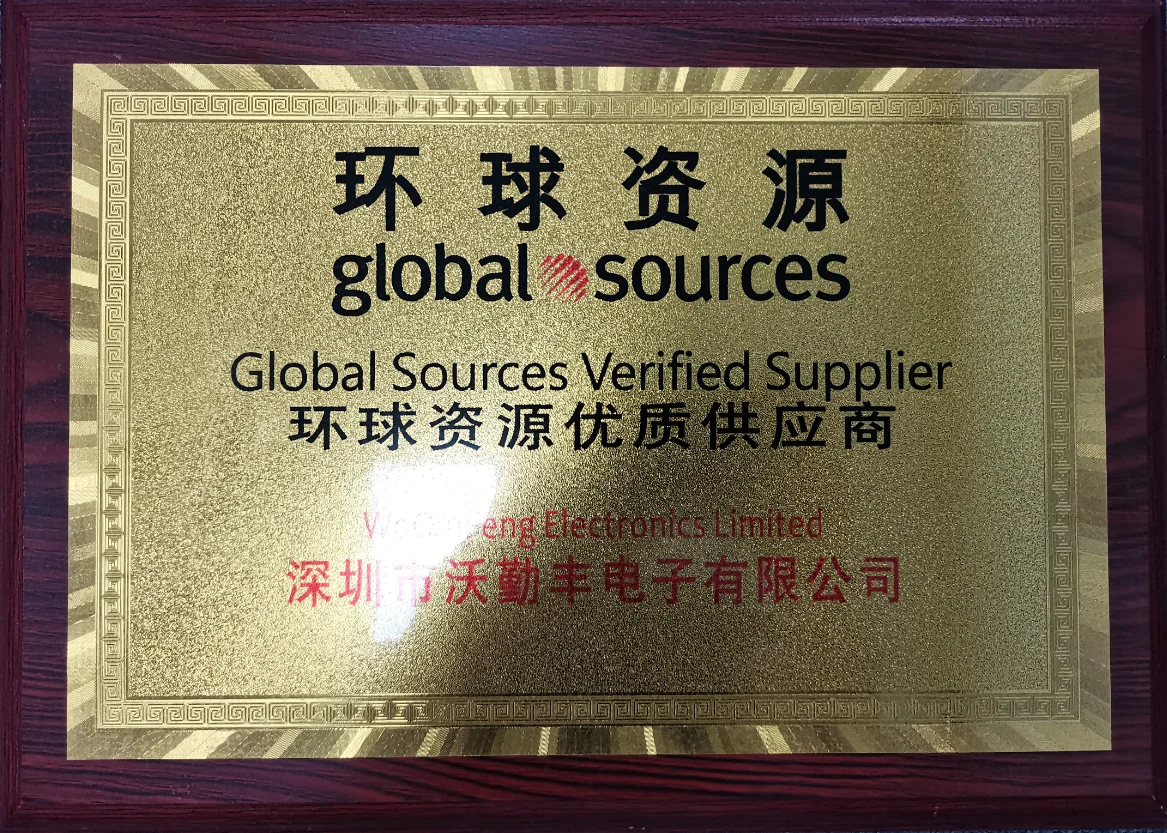 环球资源
global sources
Global Sources Verified Supplier
环球资源优质供应商
Electronics Limited
深圳市沃勤丰电子有限公司